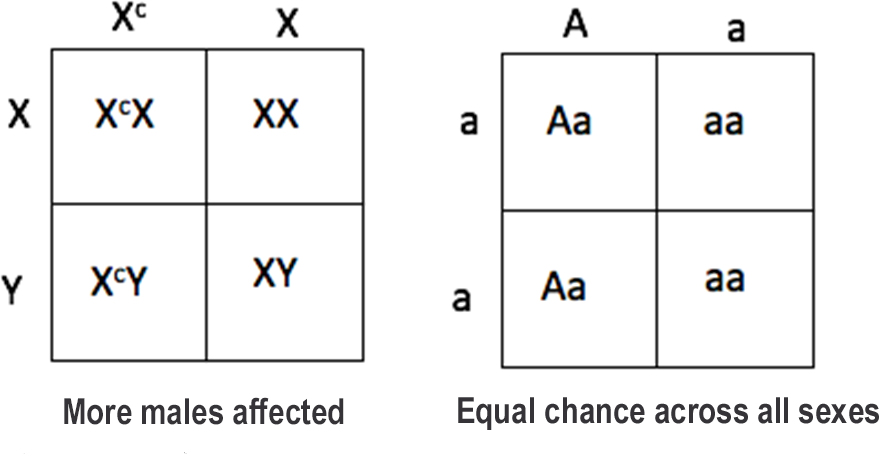 Xᶜ X
X XᶜX XX
Y XᶜY XY
More males affected
A a
a Aa aa
a Aa aa
Equal chance across all sexes